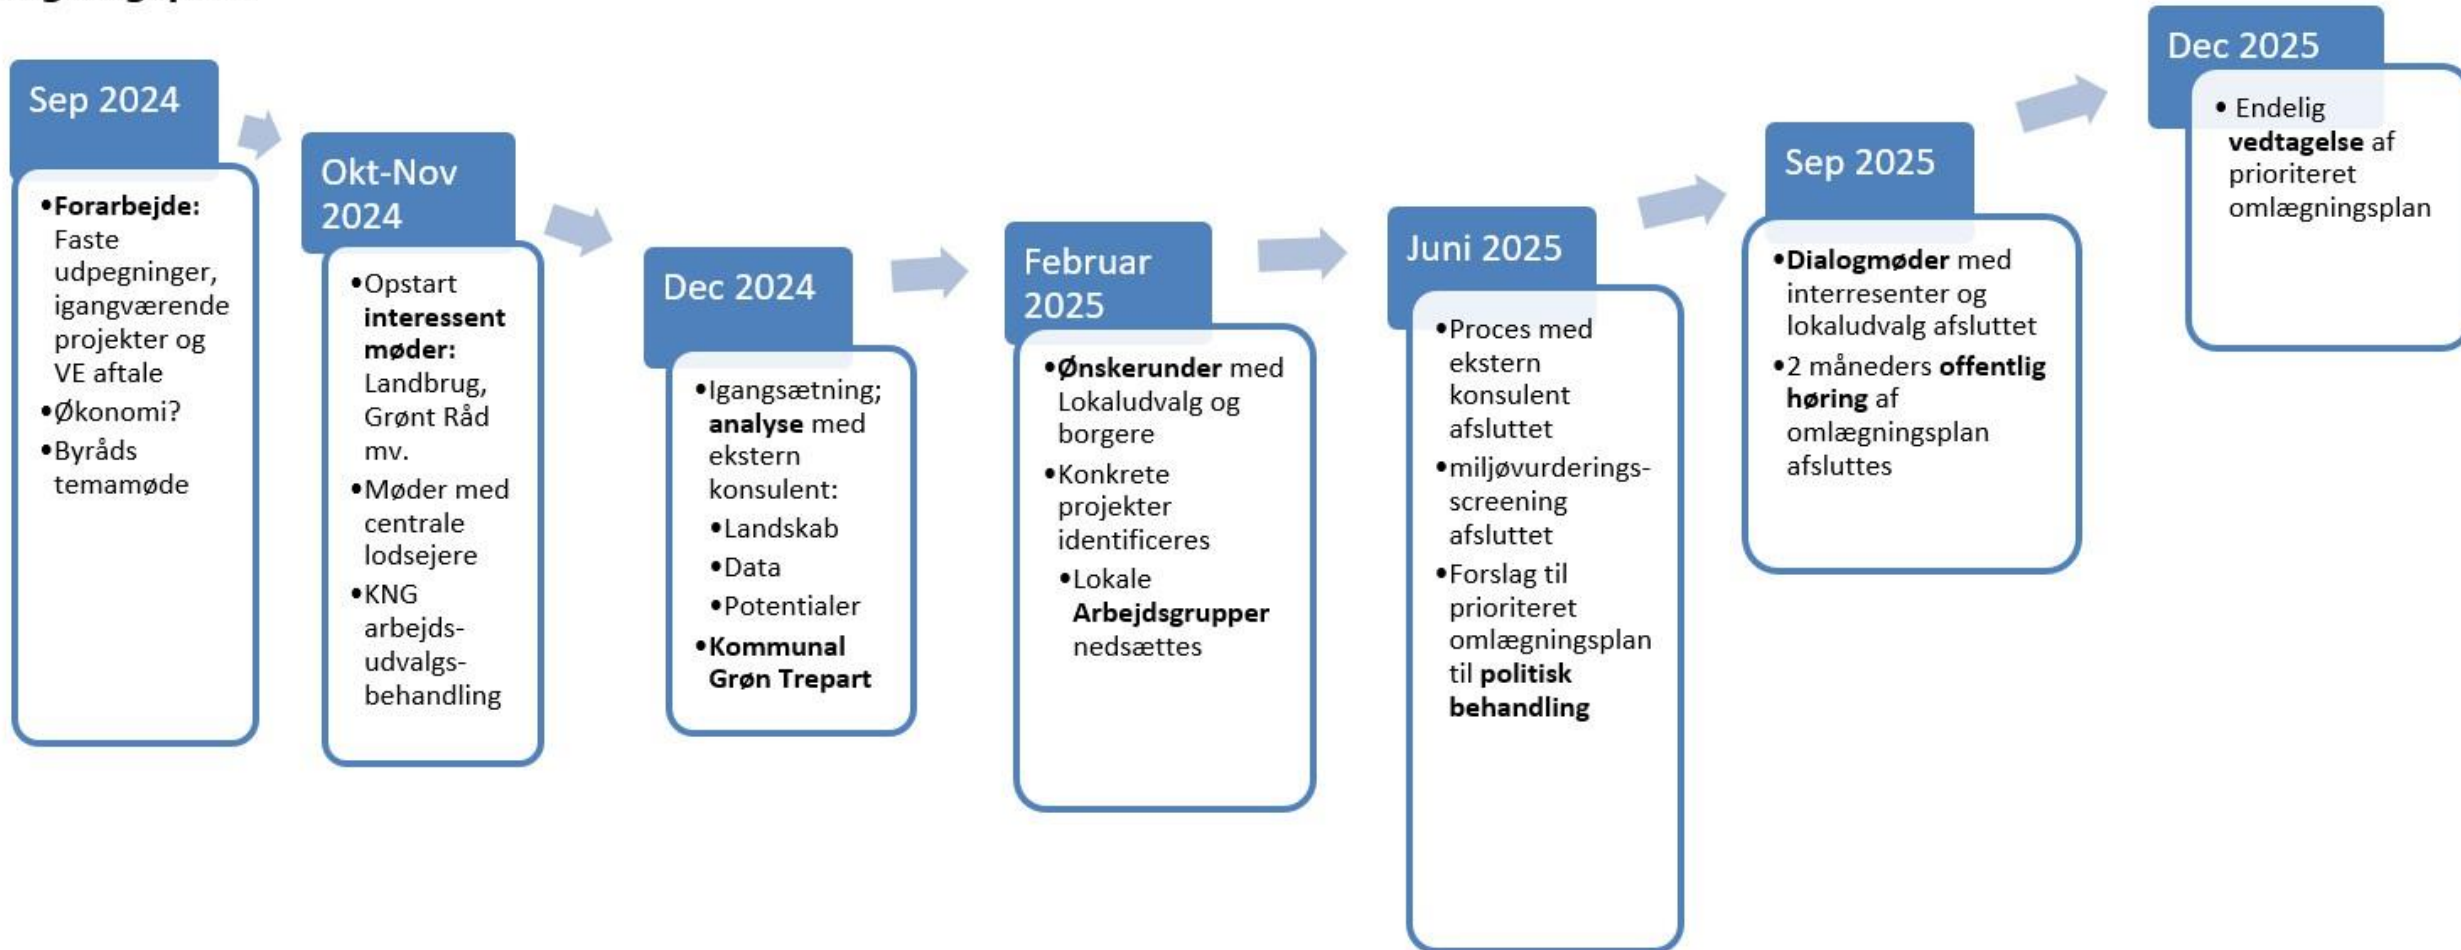 Sep 2024
•Forarbejde:
Faste
udpegninger,
igangværende
projekter og
VE aftale
•Økonomi?
•Byråds
temamøde
Okt-Nov
2024
•Opstart
interessent
møder:
Landbrug,
Grønt Råd
mv.
•Møder med
centrale
lodsejere
•KNG
arbejds-
udvalgs-
behandling
Dec 2024
•Igangsætning;
analyse med
ekstern
konsulent:
•Landskab
•Data
•Potentialer
•Kommunal
Grøn Trepart
Februar
2025
•Ønskerunder med
Lokaludvalg og
borgere
•Konkrete
projekter
identificeres
•Lokale
Arbejdsgrupper
nedsættes
Juni 2025
•Proces med
ekstern
konsulent
afsluttet
•miljøvurderings-
screening
afsluttet
•Forslag til
prioriteret
omlægningsplan
til politisk
behandling
Sep 2025
•Dialogmøder med
interresenter og
lokaludvalg afsluttet
•2 måneders offentlig
høring af
omlægningsplan
afsluttes
Dec 2025
• Endelig
vedtagelse af
prioriteret
omlægningsplan